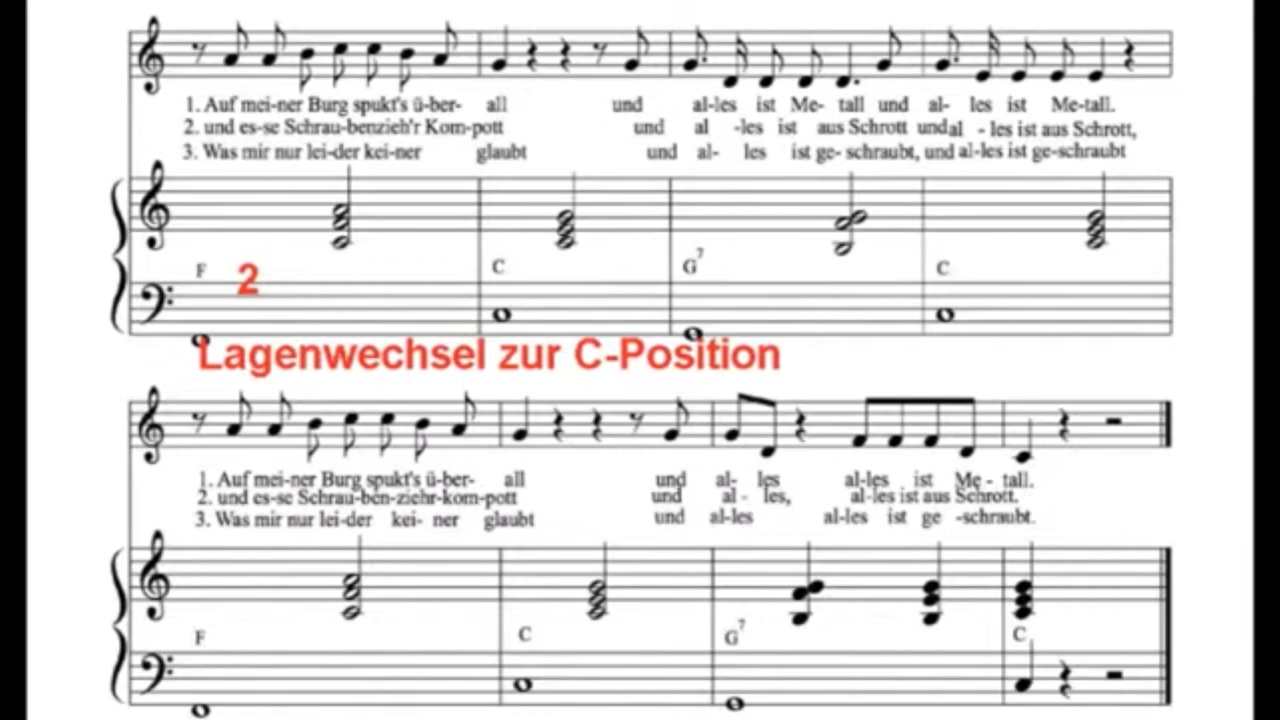 1. Auf mei-ner Burg spukt's ü-ber- all und al-les ist Me- tall und al- les ist Me-tall.
2. und es-se Schrau-benzieh'r Kom-pott und al -les ist aus Schrott undal - les ist aus Schrott,
3. Was mir nur lei-der kei-ner glaubt und al- les ist ge- schraubt, und al-les ist ge-schraubt
F 2 C G7 C
Lagenwechsel zur C-Position
1. Auf mei-ner Burg spukt's ü-ber- all und al- les al-les ist Me - tall.
2. und es-se Schrau-ben-ziehr-kom-pott und al - les, al-les ist aus Schrott.
3. Was mir nur lei-der kei- ner glaubt und al-les al-les ist ge -schraubt.
F C G7 C